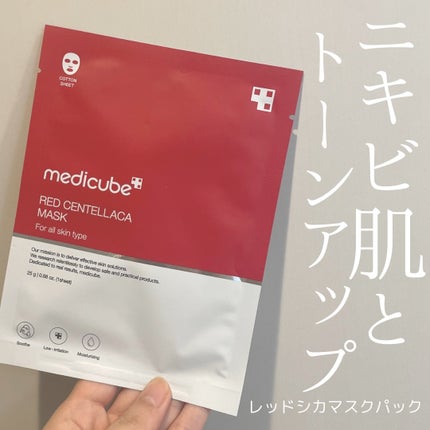 ニキビ肌と
トーンアップ
レッドシカマスクパック
COTTON
SHEET
medicube
RED CENTELLACA
MASK
For all skin type
Our mission is to deliver effective skin solutions.
We research relentlessly to develop safe and practical products.
Dedicated to real results, medicube.
25 g | 0.88 oz. (1sheet)
Soothe
Low-irritation
Moisturizing